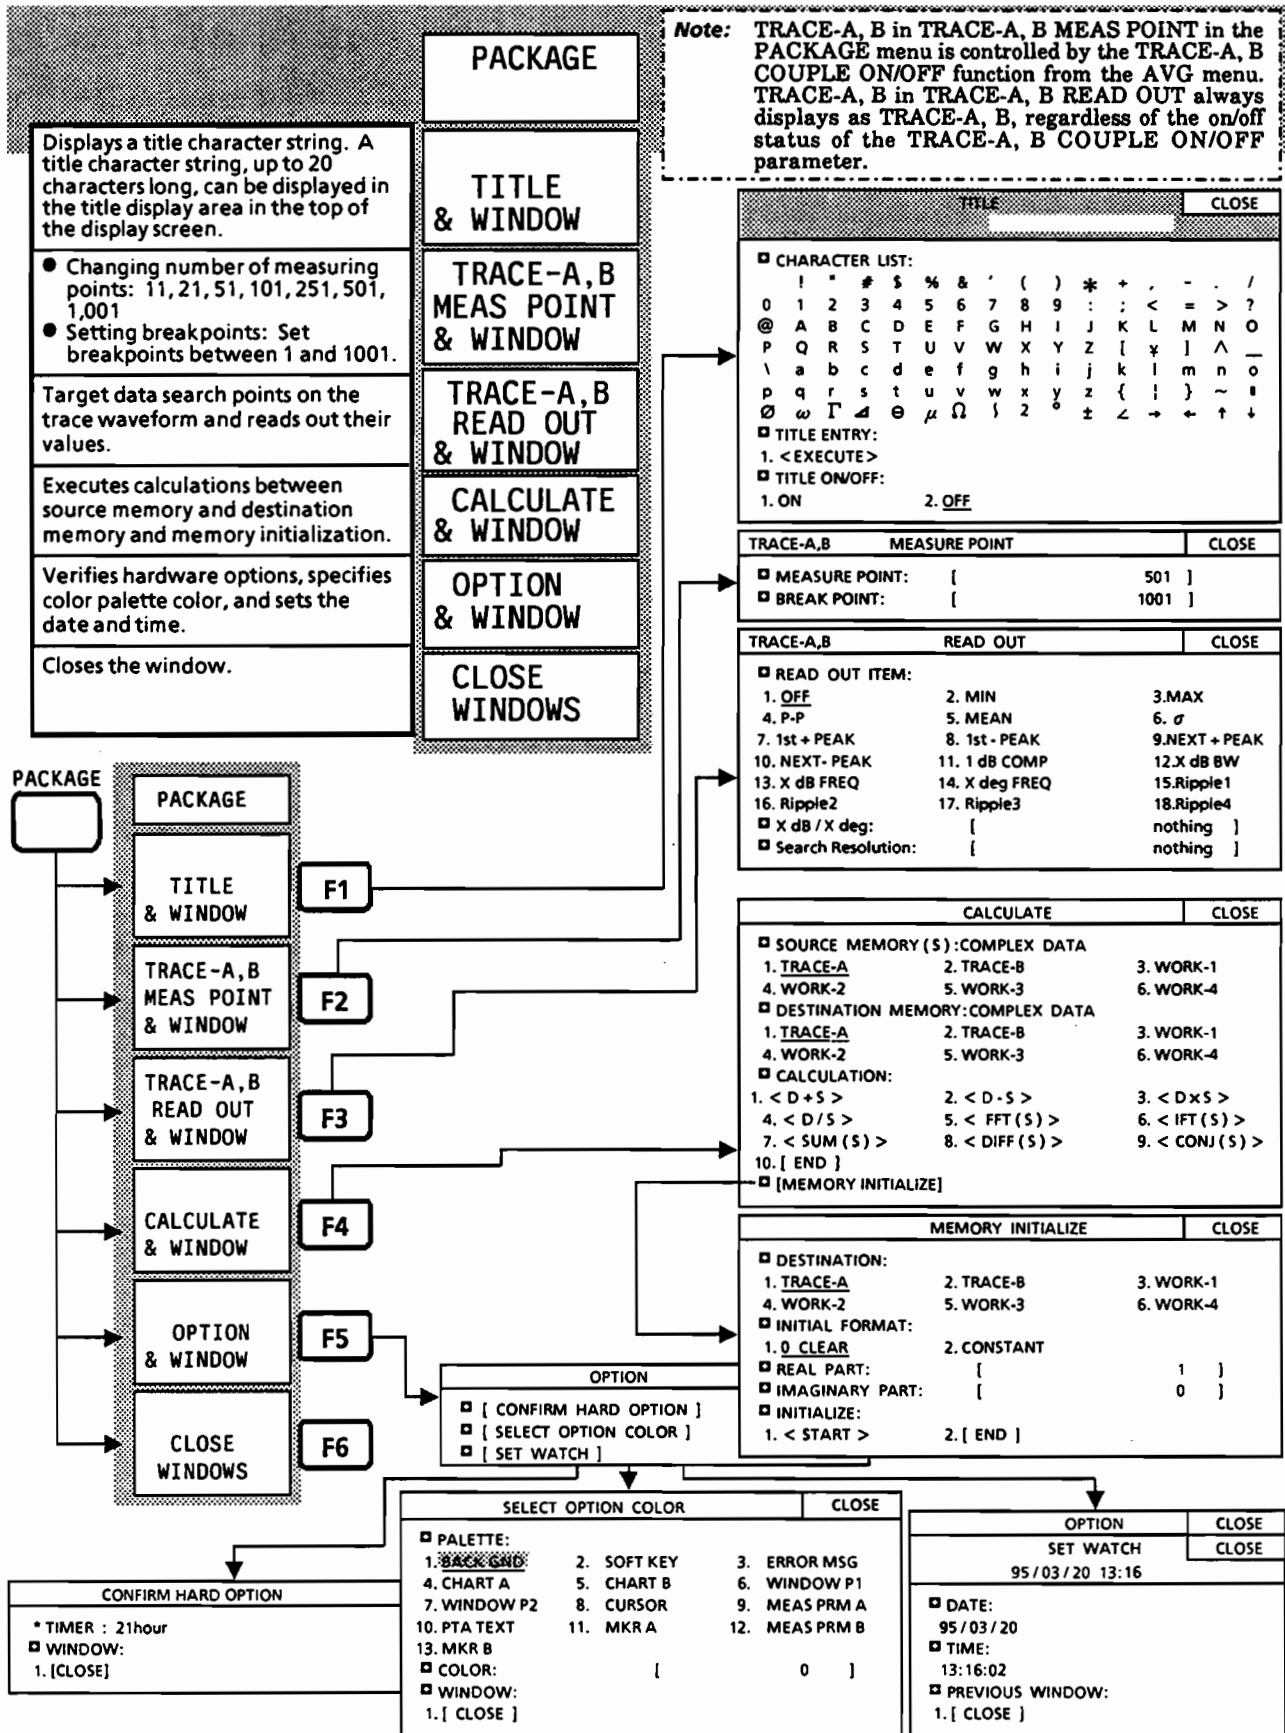 Note: TRACE-A, B in TRACE-A, B MEAS POINT in the
PACKAGE menu is controlled by the TRACE-A, B
COUPLE ON/OFF function from the AVG menu.
TRACE-A, B in TRACE-A, B READ OUT always
displays as TRACE-A, B, regardless of the on/off
status of the TRACE-A, B COUPLE ON/OFF
parameter.
PACKAGE
Displays a title character string. A
title character string, up to 20
characters long, can be displayed in
the title display area in the top of
the display screen.
TITLE
& WINDOW
● Changing number of measuring
points: 11, 21, 51, 101, 251, 501,
1,001
● Setting breakpoints: Set
breakpoints between 1 and 1001.
TRACE-A,B
MEAS POINT
& WINDOW
Target data search points on the
trace waveform and reads out their
values.
TRACE-A,B
READ OUT
& WINDOW
Executes calculations between
source memory and destination
memory and memory initialization.
CALCULATE
& WINDOW
Verifies hardware options, specifies
color palette color, and sets the
date and time.
OPTION
& WINDOW
Closes the window.
CLOSE
WINDOWS
TITLE CLOSE
CHARACTER LIST:
! " # $ % & ' ( ) * + , - . /
0 1 2 3 4 5 6 7 8 9 : ; < = > ?
@ A B C D E F G H I J K L M N O
P Q R S T U V W X Y Z [ ¥ ] ^ _
\ a b c d e f g h i j k l m n o
p q r s t u v w x y z { ¦ } ~ ▮
Ø ω Γ ⊿ Θ μ Ω ∫ 2 ° ± ∠ → ← ↑ ↓
TITLE ENTRY:
1. <EXECUTE>
TITLE ON/OFF:
1. ON 2. OFF
TRACE-A,B MEASURE POINT CLOSE
MEASURE POINT: [ 501 ]
BREAK POINT: [ 1001 ]
TRACE-A,B READ OUT CLOSE
READ OUT ITEM:
1. OFF 2. MIN 3.MAX
4. P-P 5. MEAN 6. σ
7. 1st + PEAK 8. 1st - PEAK 9.NEXT + PEAK
10. NEXT- PEAK 11. 1 dB COMP 12.X dB BW
13. X dB FREQ 14. X deg FREQ 15.Ripple1
16. Ripple2 17. Ripple3 18.Ripple4
X dB / X deg: [ nothing ]
Search Resolution: [ nothing ]
PACKAGE
PACKAGE
TITLE
& WINDOW
F1
TRACE-A,B
MEAS POINT
& WINDOW
F2
TRACE-A,B
READ OUT
& WINDOW
F3
CALCULATE
& WINDOW
F4
OPTION
& WINDOW
F5
CLOSE
WINDOWS
F6
CALCULATE CLOSE
SOURCE MEMORY (S) :COMPLEX DATA
1. TRACE-A 2. TRACE-B 3. WORK-1
4. WORK-2 5. WORK-3 6. WORK-4
DESTINATION MEMORY:COMPLEX DATA
1. TRACE-A 2. TRACE-B 3. WORK-1
4. WORK-2 5. WORK-3 6. WORK-4
CALCULATION:
1. < D +S > 2. < D - S > 3. < D×S >
4. < D/S > 5. < FFT (S) > 6. < IFT (S) >
7. < SUM (S) > 8. < DIFF (S) > 9. < CONJ (S) >
10. [ END ]
[MEMORY INITIALIZE]
MEMORY INITIALIZE CLOSE
DESTINATION:
1. TRACE-A 2. TRACE-B 3. WORK-1
4. WORK-2 5. WORK-3 6. WORK-4
INITIAL FORMAT:
1. 0 CLEAR 2. CONSTANT
REAL PART: [ 1 ]
IMAGINARY PART: [ 0 ]
INITIALIZE:
1. < START > 2. [ END ]
OPTION
[ CONFIRM HARD OPTION ]
[ SELECT OPTION COLOR ]
[ SET WATCH ]
CONFIRM HARD OPTION
* TIMER : 21hour
WINDOW:
1. [CLOSE]
SELECT OPTION COLOR CLOSE
PALETTE:
1. BACK GND 2. SOFT KEY 3. ERROR MSG
4. CHART A 5. CHART B 6. WINDOW P1
7. WINDOW P2 8. CURSOR 9. MEAS PRM A
10. PTA TEXT 11. MKR A 12. MEAS PRM B
13. MKR B
COLOR: [ 0 ]
WINDOW:
1. [ CLOSE ]
OPTION CLOSE
SET WATCH CLOSE
95 / 03 / 20 13:16
DATE:
95 / 03 / 20
TIME:
13:16:02
PREVIOUS WINDOW:
1. [ CLOSE ]